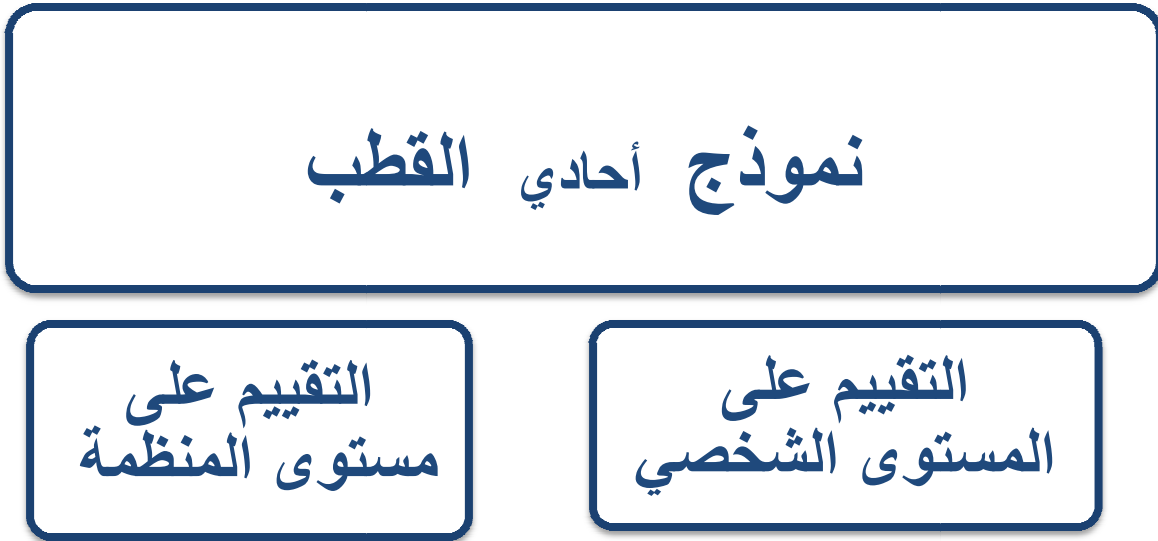 نموذج أحادي القطب
التقييم على
المستوى الشخصي
التقييم على
مستوى المنظمة